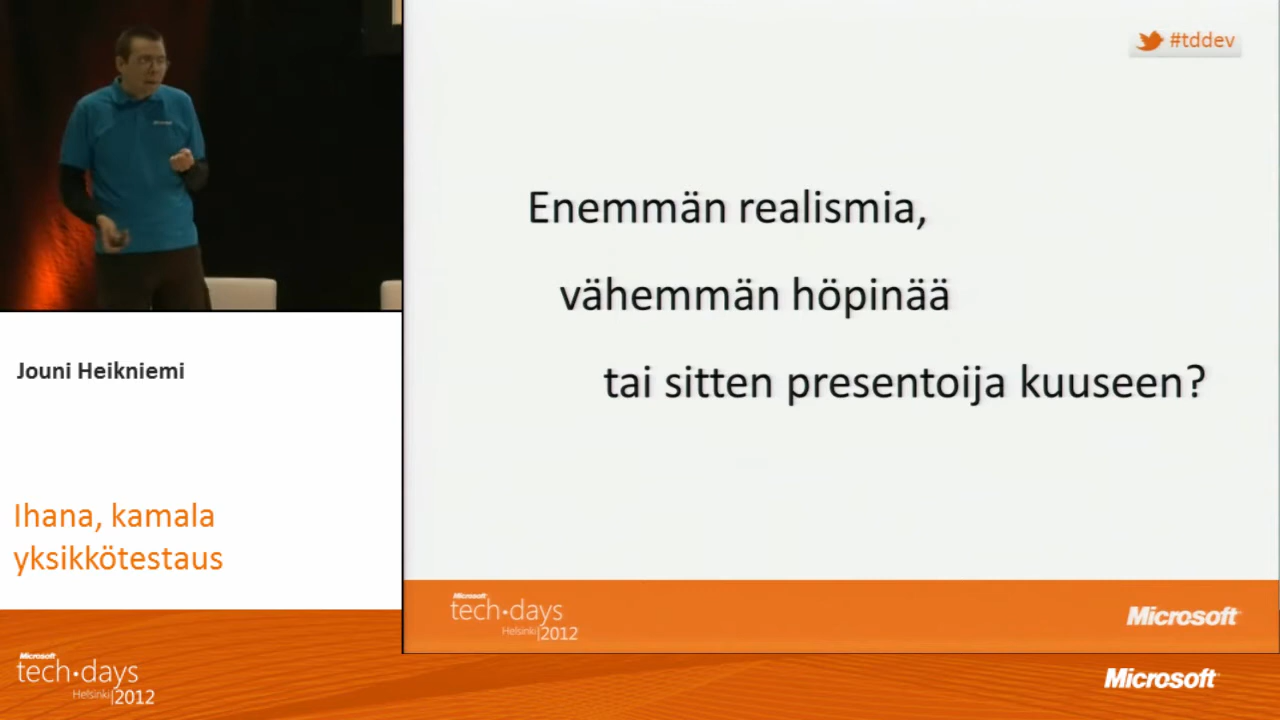 #tddev
Enemmän realismia,
vähemmän höpinää
tai sitten presentoija kuuseen?
Jouni Heikniemi
Ihana, kamala
yksikkötestaus
Microsoft
tech•days
Helsinki|2012
Microsoft
Microsoft
tech•days
Helsinki|2012
Microsoft